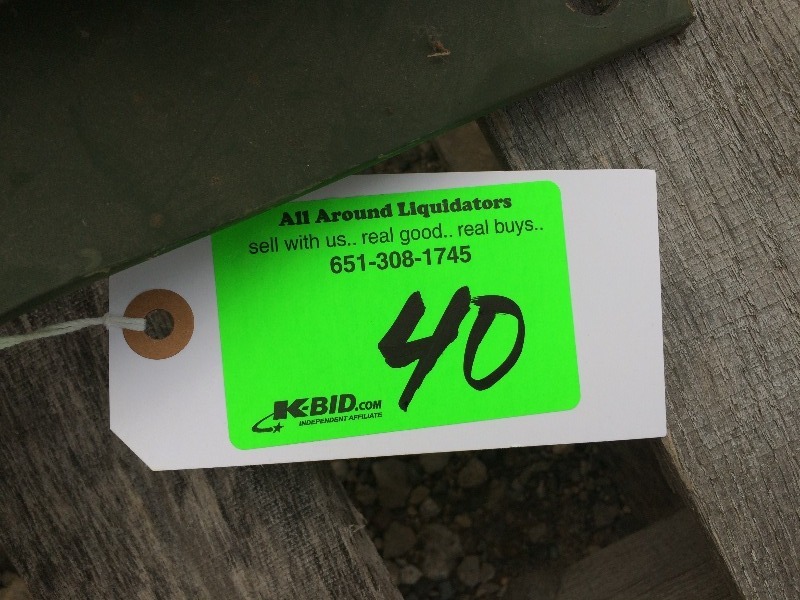 All Around Liquidators
sell with us.. real good.. real buys..
651-308-1745
40
K-BID.COM
INDEPENDENT AFFILIATE